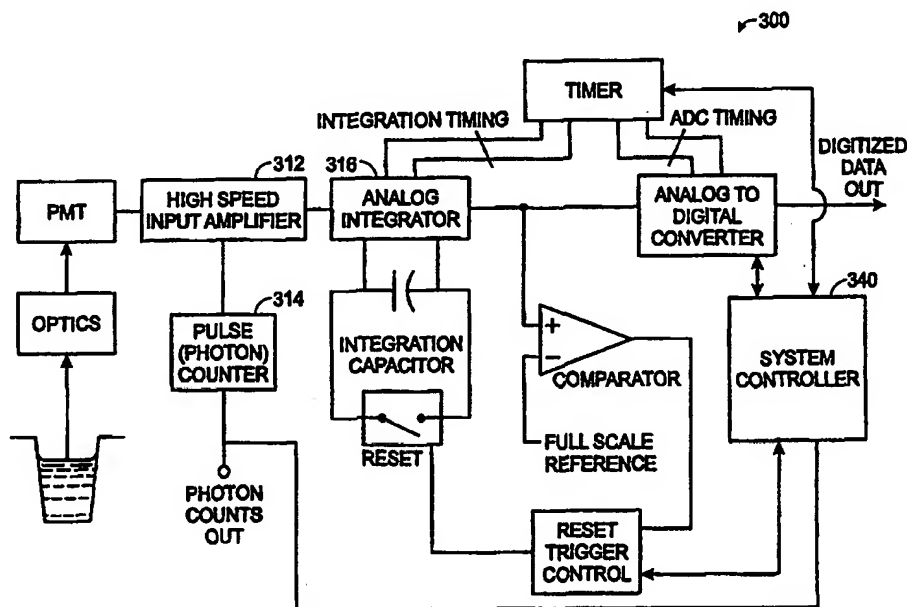 300
TIMER
INTEGRATION TIMING
ADC TIMING
DIGITIZED
DATA
OUT
312
316
PMT
HIGH SPEED
INPUT AMPLIFIER
ANALOG
INTEGRATOR
ANALOG TO
DIGITAL
CONVERTER
314
340
OPTICS
PULSE
(PHOTON)
COUNTER
INTEGRATION
CAPACITOR
+
−
COMPARATOR
SYSTEM
CONTROLLER
RESET
FULL SCALE
REFERENCE
PHOTON
COUNTS
OUT
RESET
TRIGGER
CONTROL